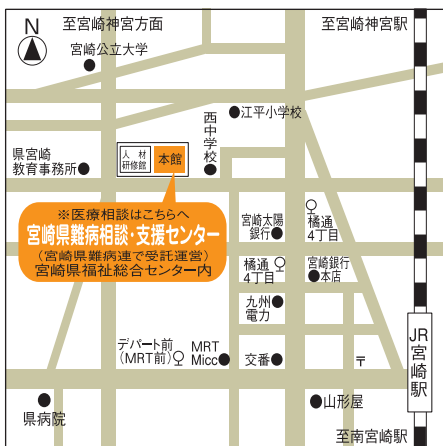 N
至宮崎神宮方面
至宮崎神宮駅
宮崎公立大学
江平小学校
西中学校
人材
研修館
本館
県宮崎
教育事務所
※医療相談はこちらへ
宮崎県難病相談・支援センター
(宮崎県難病連で受託運営)
宮崎県福祉総合センター内
宮崎太陽
銀行
橘通
4丁目
橘通
4丁目
宮崎銀行
本店
九州
電力
デパート前
(MRT前)
MRT
Micc
交番
〒
JR宮崎駅
県病院
山形屋
至南宮崎駅